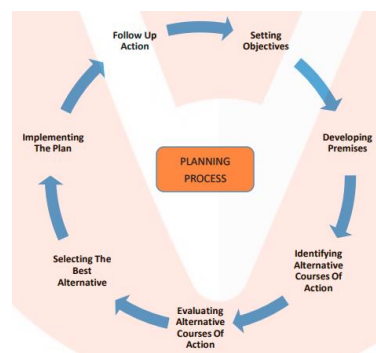 Follow Up
Action
Setting
Objectives
Developing
Premises
Identifying
Alternative
Courses Of
Action
Evaluating
Alternative
Courses Of
Action
Selecting The
Best
Alternative
Implementing
The Plan
PLANNING
PROCESS